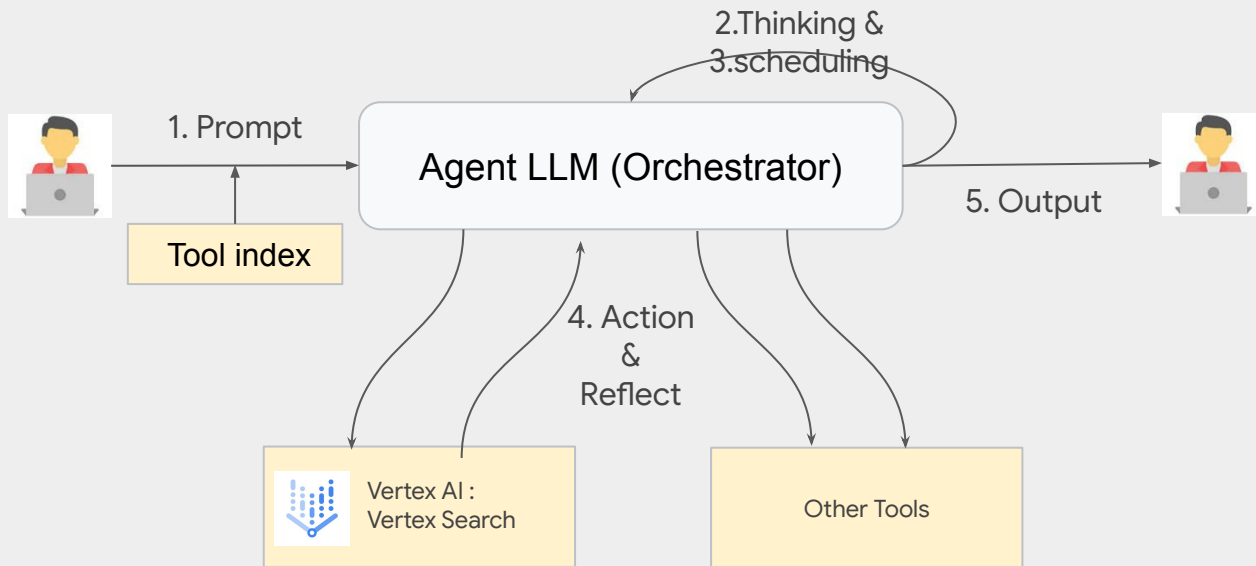 2.Thinking &
3.scheduling
1. Prompt
Agent LLM (Orchestrator)
5. Output
Tool index
4. Action
&
Reflect
Vertex AI :
Vertex Search
Other Tools